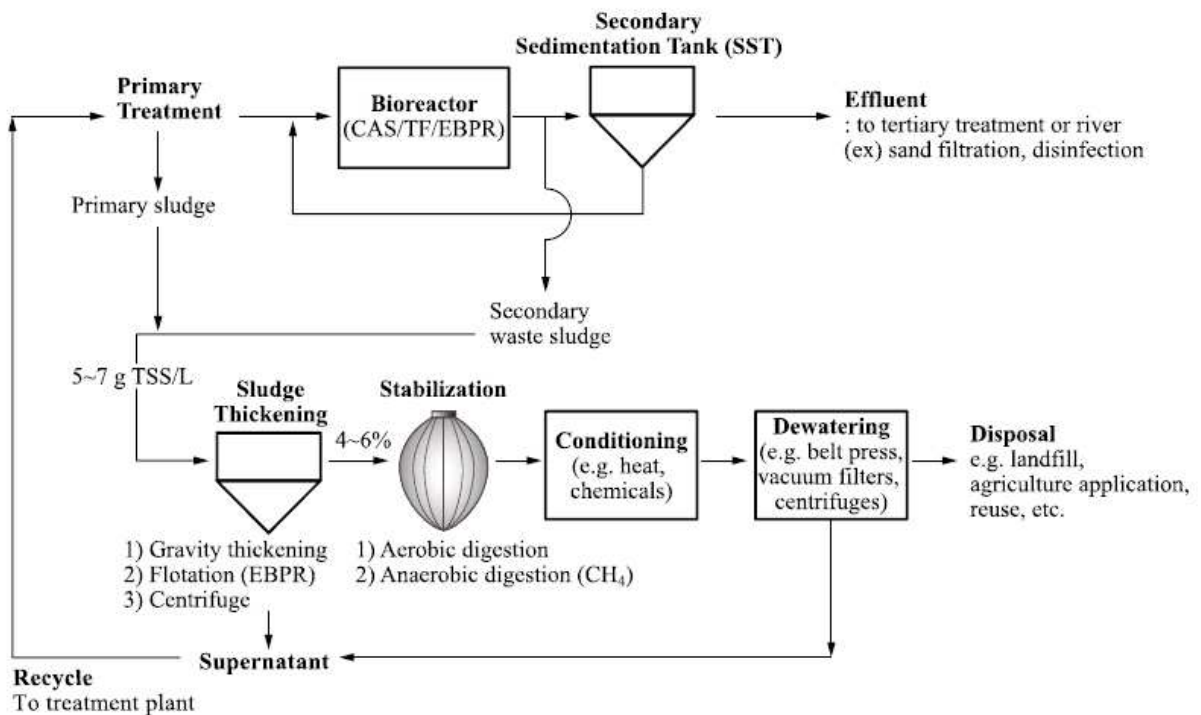 Secondary
Sedimentation Tank (SST)
Primary
Treatment
Bioreactor
(CAS/TF/EBPR)
Effluent
: to tertiary treatment or river
(ex) sand filtration, disinfection
Primary sludge
Secondary
waste sludge
5~7 g TSS/L
Sludge
Thickening
4~6%
Stabilization
Conditioning
(e.g. heat,
chemicals)
Dewatering
(e.g. belt press,
vacuum filters,
centrifuges)
Disposal
e.g. landfill,
agriculture application,
reuse, etc.
1) Gravity thickening
2) Flotation (EBPR)
3) Centrifuge
1) Aerobic digestion
2) Anaerobic digestion (CH₄)
Supernatant
Recycle
To treatment plant